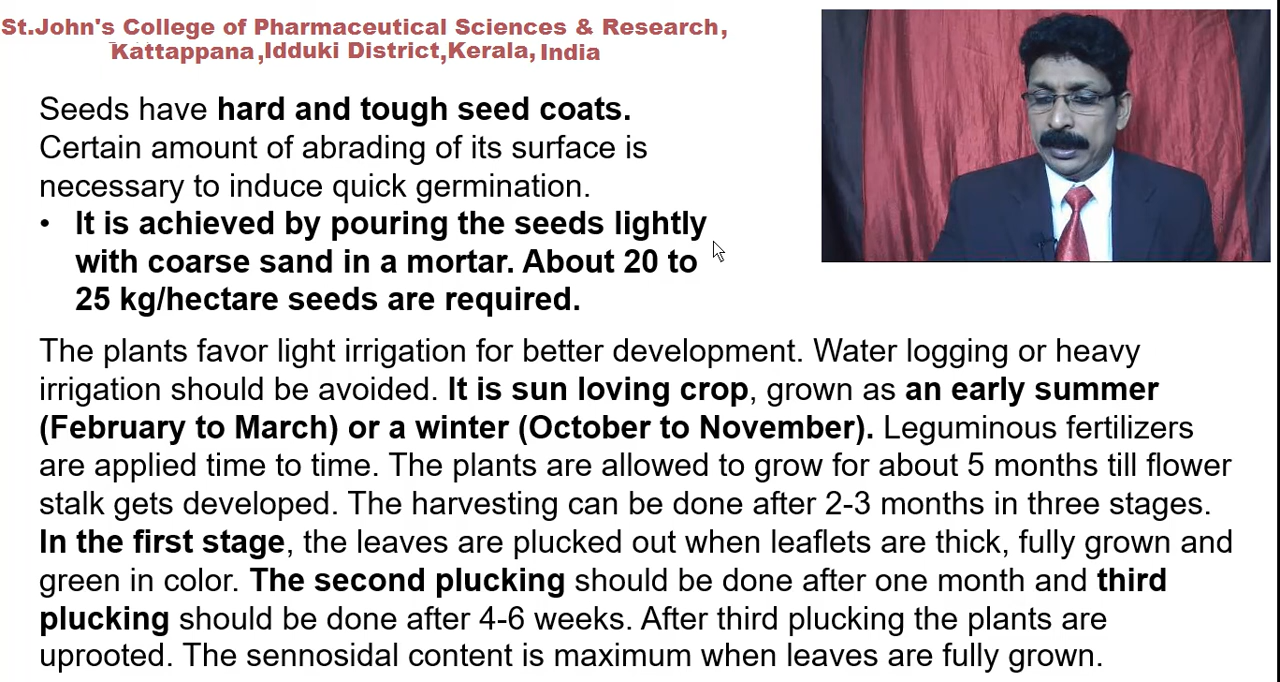 St.John's College of Pharmaceutical Sciences & Research,
Kattappana,Idduki District,Kerala, India
Seeds have hard and tough seed coats.
Certain amount of abrading of its surface is
necessary to induce quick germination.
• It is achieved by pouring the seeds lightly
with coarse sand in a mortar. About 20 to
25 kg/hectare seeds are required.
The plants favor light irrigation for better development. Water logging or heavy
irrigation should be avoided. It is sun loving crop, grown as an early summer
(February to March) or a winter (October to November). Leguminous fertilizers
are applied time to time. The plants are allowed to grow for about 5 months till flower
stalk gets developed. The harvesting can be done after 2-3 months in three stages.
In the first stage, the leaves are plucked out when leaflets are thick, fully grown and
green in color. The second plucking should be done after one month and third
plucking should be done after 4-6 weeks. After third plucking the plants are
uprooted. The sennosidal content is maximum when leaves are fully grown.